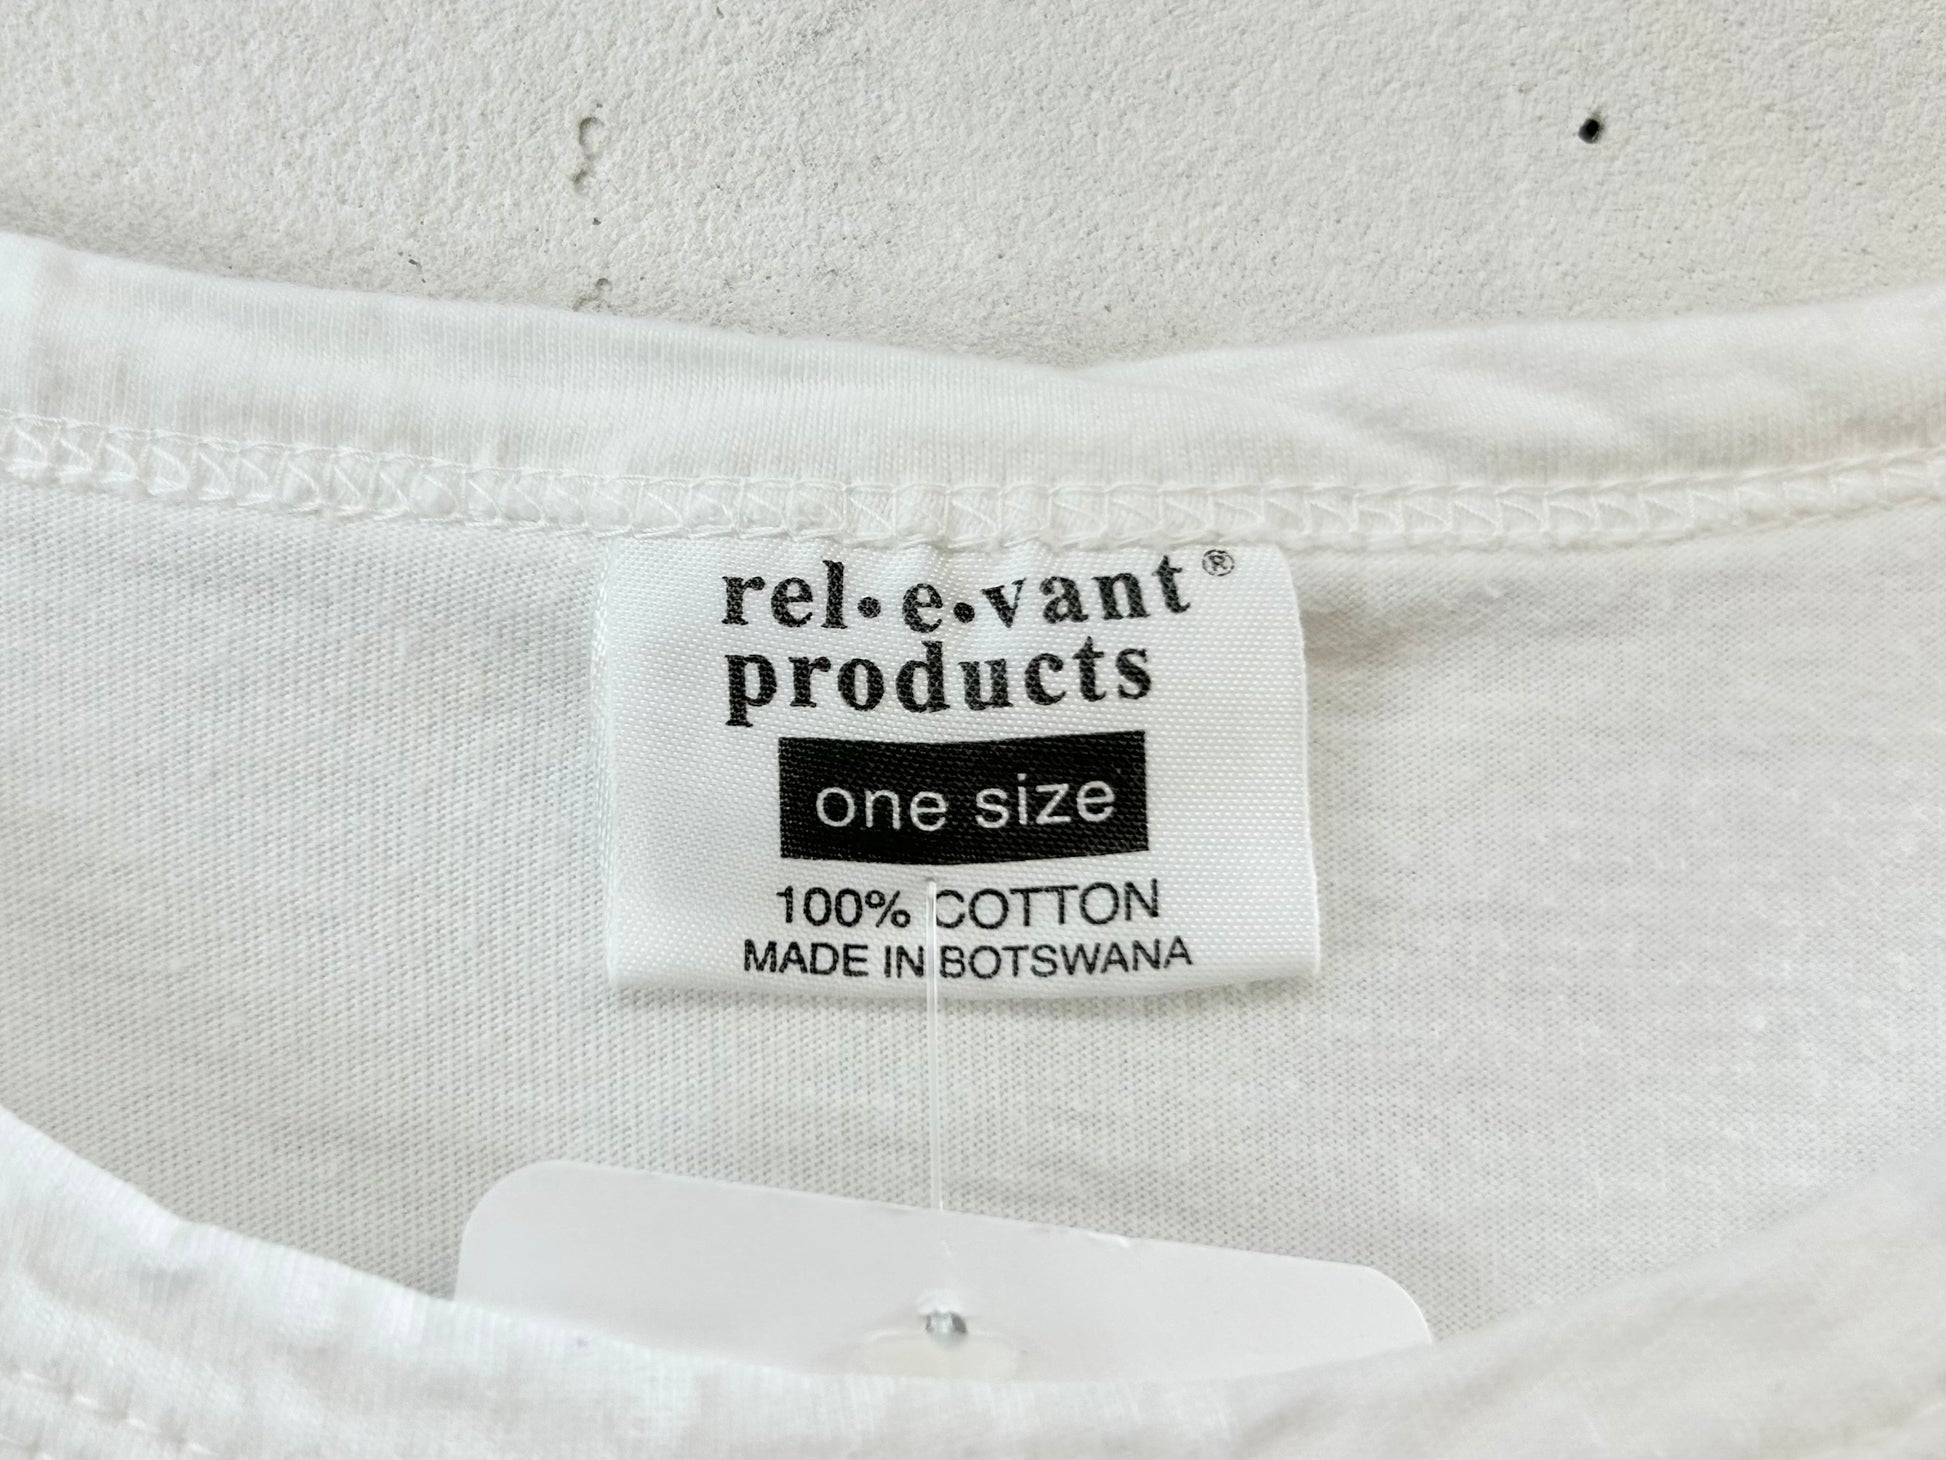 rel•e•vant®
products
one size
100% COTTON
MADE IN BOTSWANA